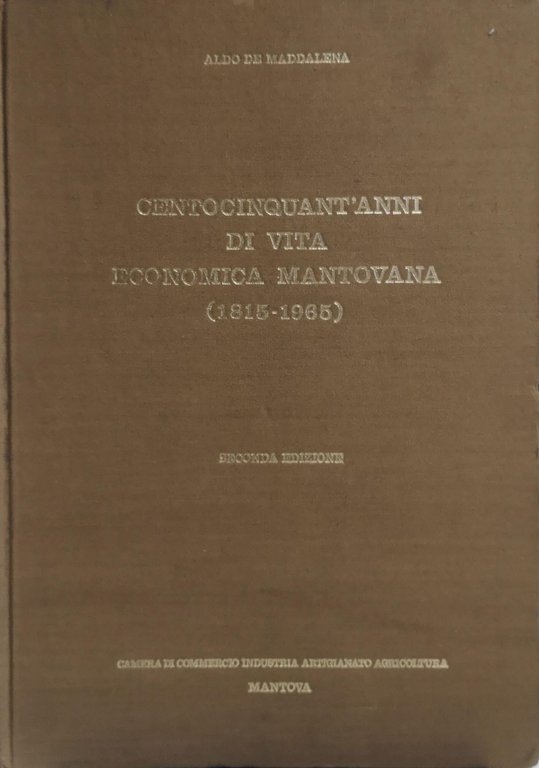 ALDO DE MADDALENA
CENTOCINQUANT'ANNI
DI VITA
ECONOMICA MANTOVANA
(1815-1965)
SECONDA EDIZIONE
CAMERA DI COMMERCIO INDUSTRIA ARTIGIANATO AGRICOLTURA
MANTOVA